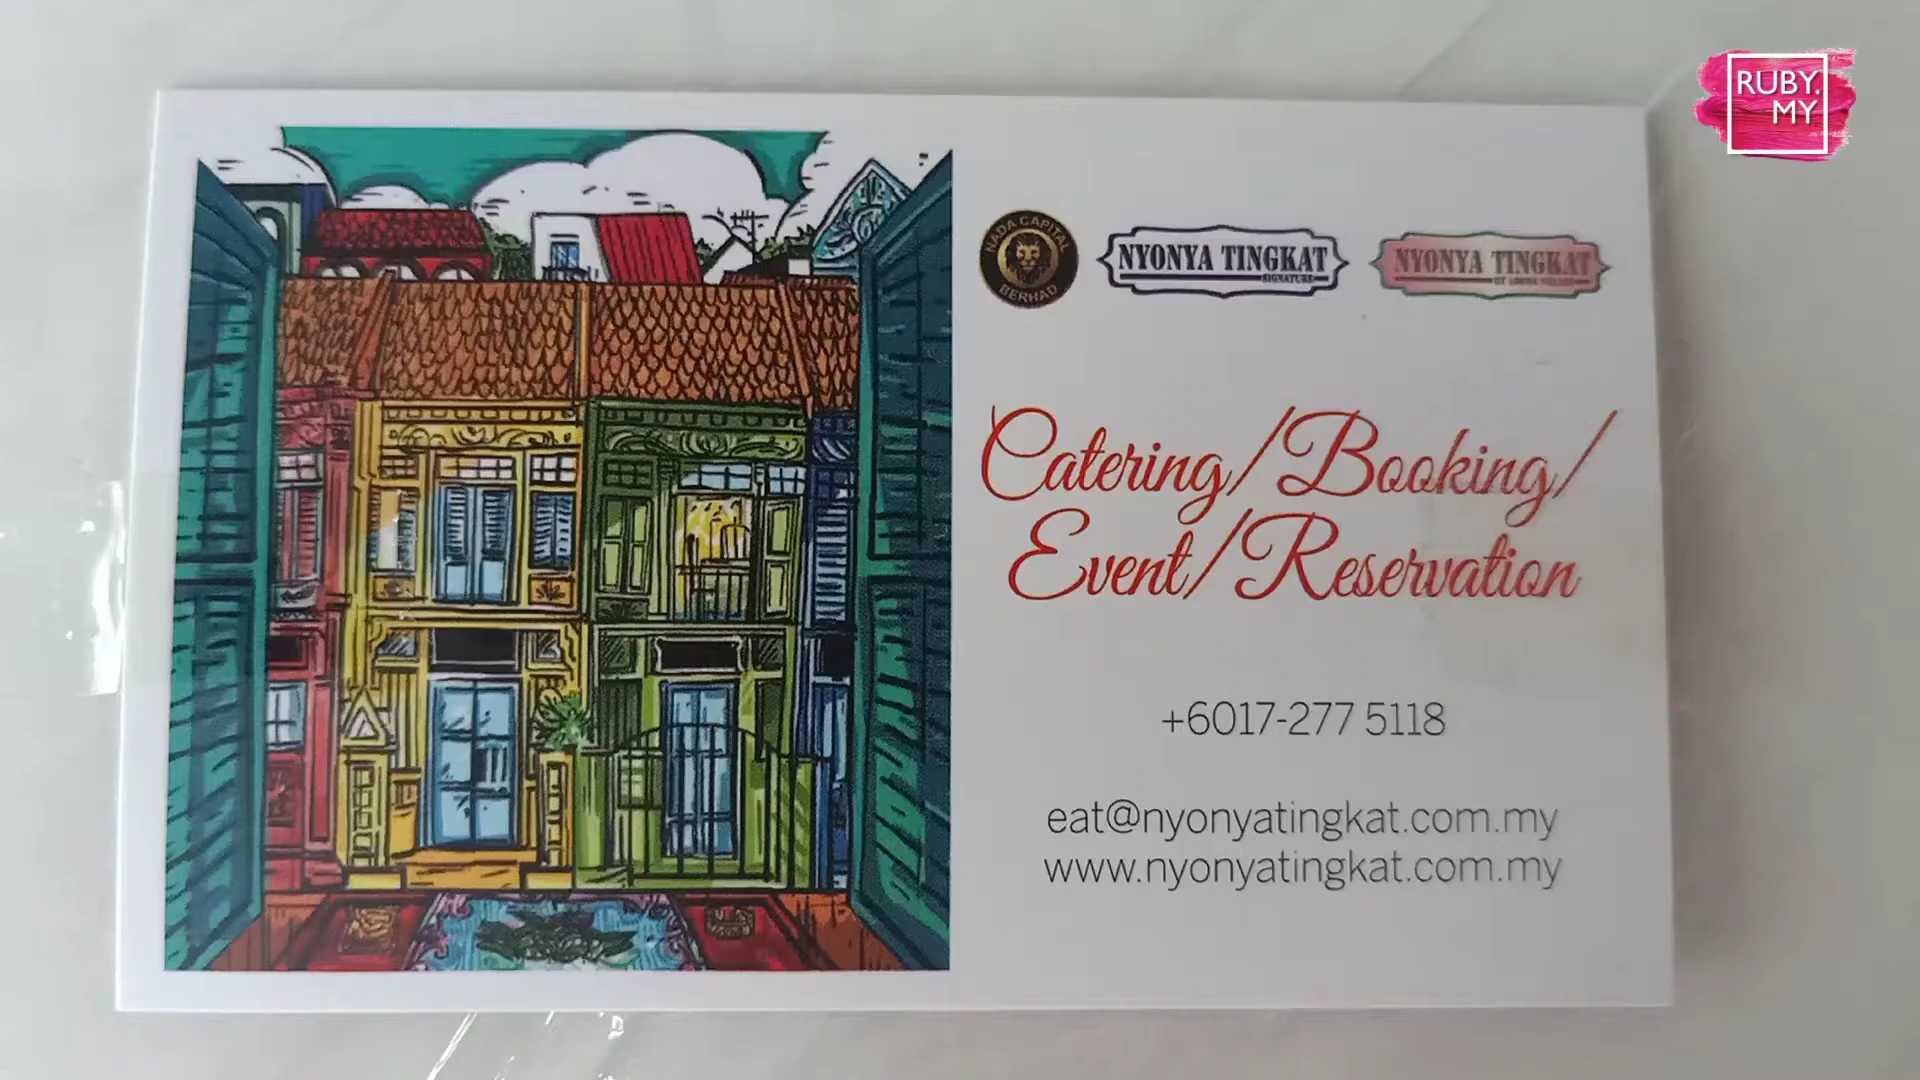 RUBY.
MY
NADA CAPITAL
BERHAD
NYONYA TINGKAT
SIGNATURE
NYONYA TINGKAT
Catering/Booking/
Event/Reservation
+6017-277 5118
eat@nyonyatingkat.com.my
www.nyonyatingkat.com.my